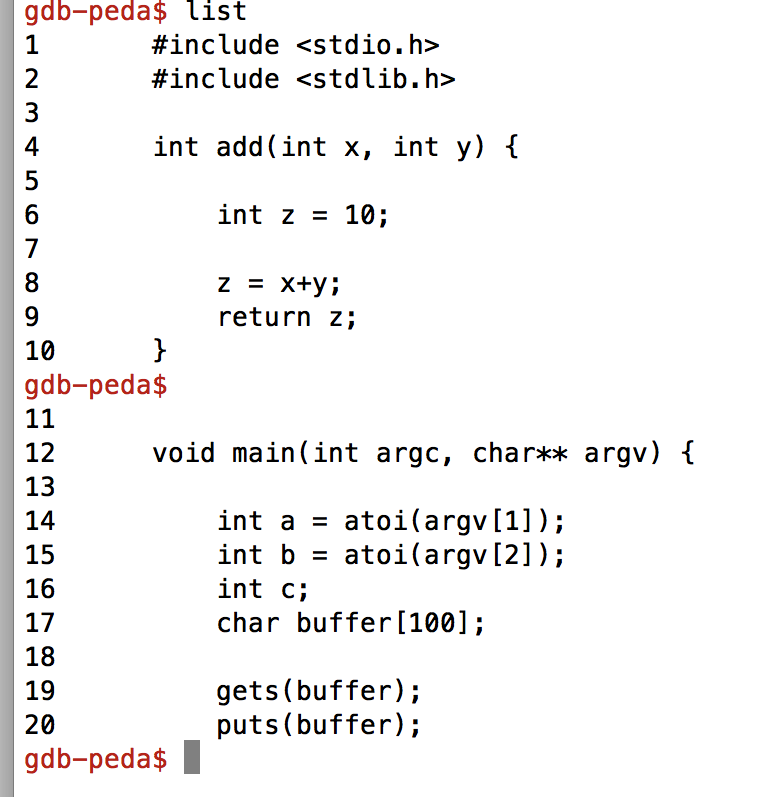 gdb-peda$ list
1       #include <stdio.h>
2       #include <stdlib.h>
3
4       int add(int x, int y) {
5
6           int z = 10;
7
8           z = x+y;
9           return z;
10      }
gdb-peda$
11
12      void main(int argc, char** argv) {
13
14          int a = atoi(argv[1]);
15          int b = atoi(argv[2]);
16          int c;
17          char buffer[100];
18
19          gets(buffer);
20          puts(buffer);
gdb-peda$